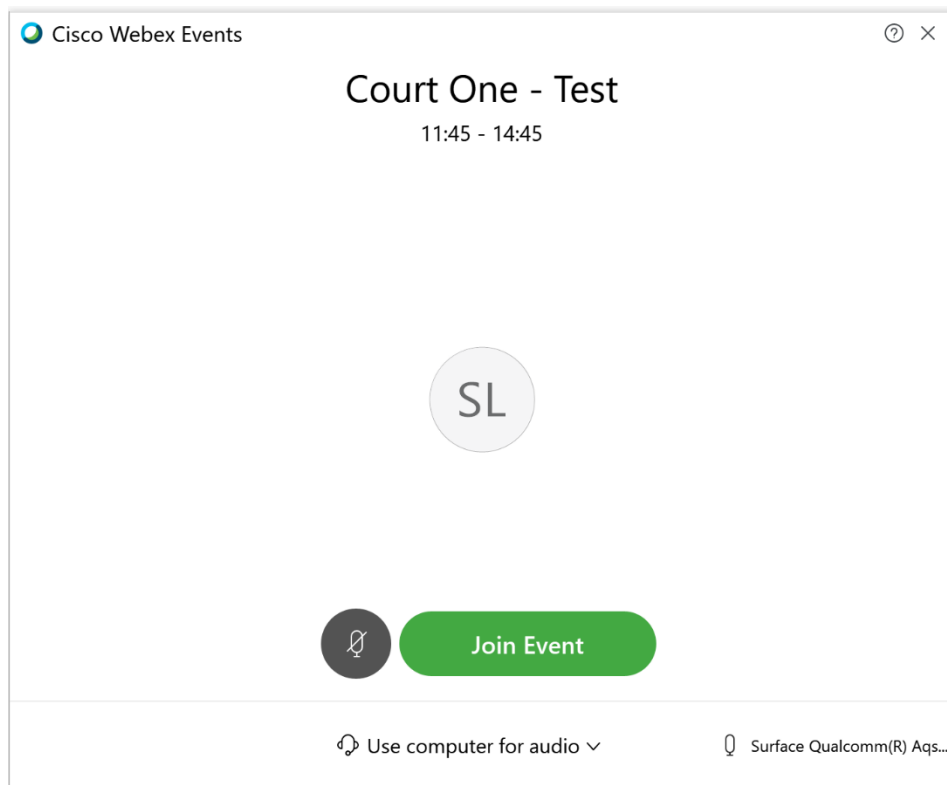 Cisco Webex Events
Court One - Test
11:45 - 14:45
SL
Join Event
Use computer for audio
Surface Qualcomm(R) Aqs...